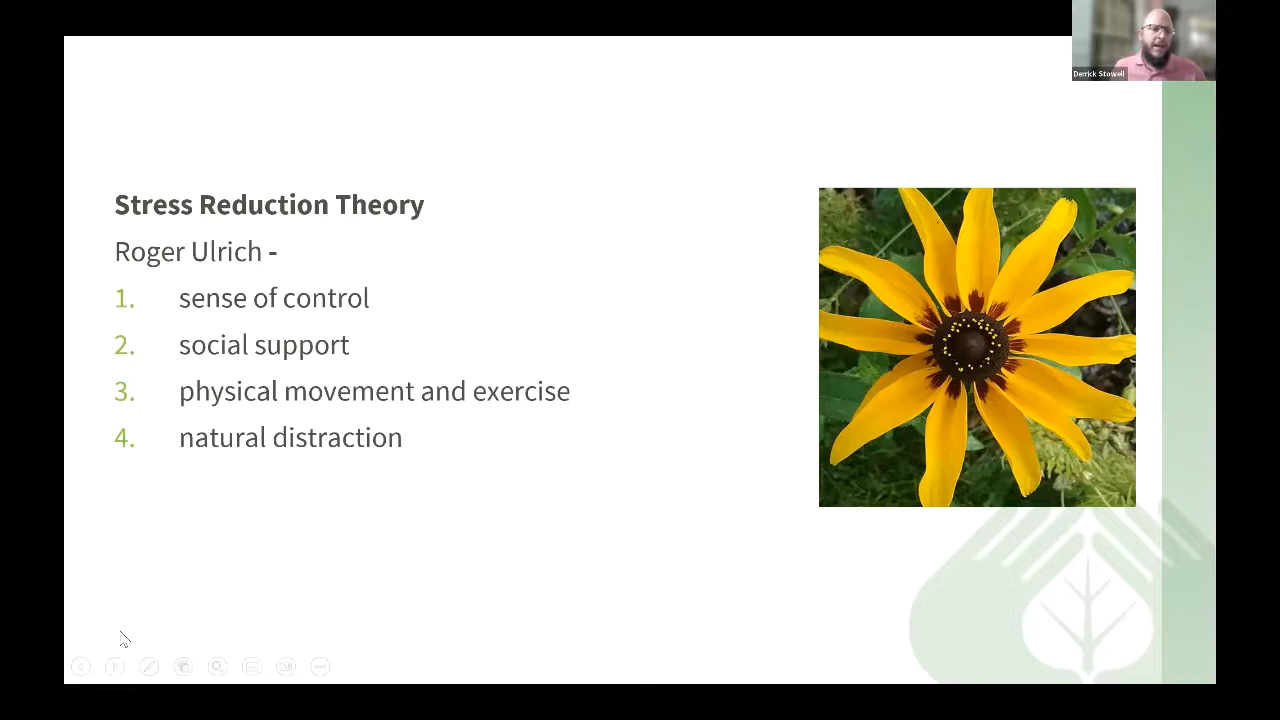 Derrick Stowell
Stress Reduction Theory
Roger Ulrich -
1. sense of control
2. social support
3. physical movement and exercise
4. natural distraction